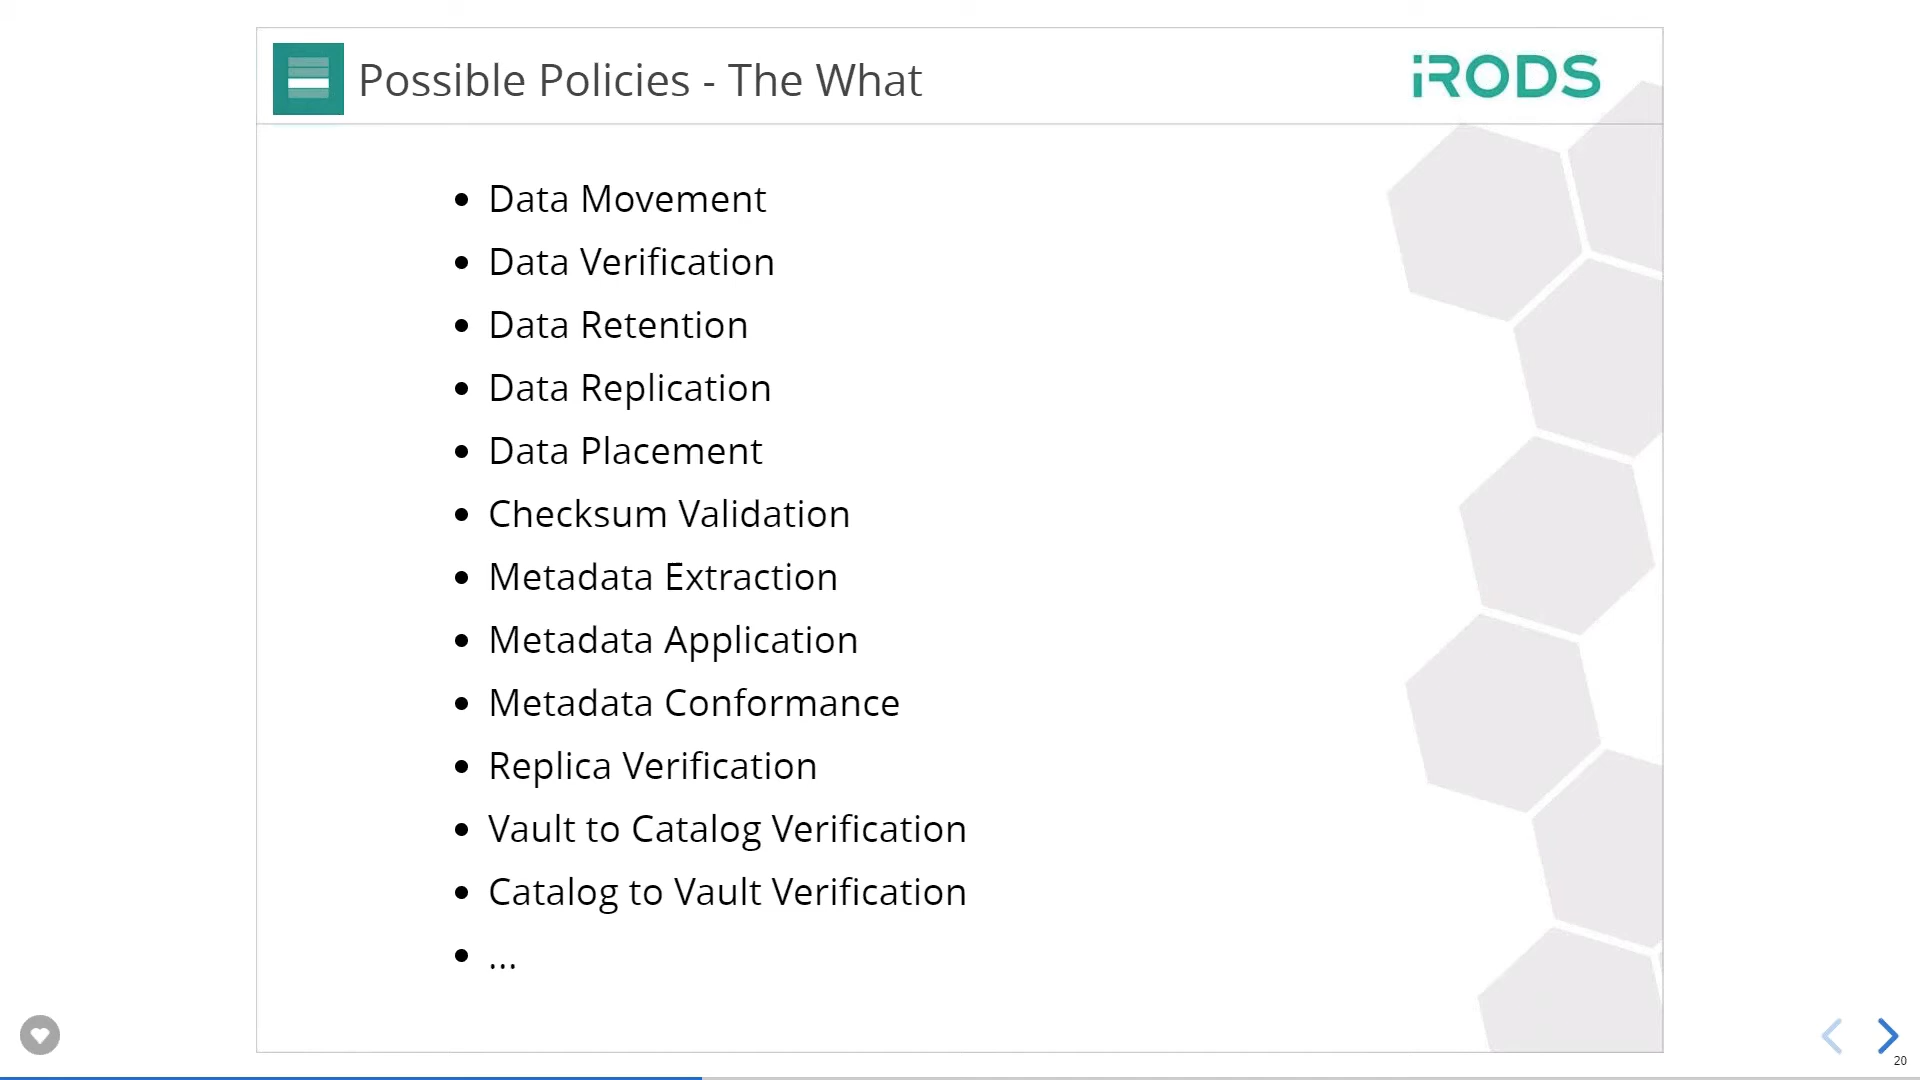 Possible Policies - The What
iRODS
• Data Movement
• Data Verification
• Data Retention
• Data Replication
• Data Placement
• Checksum Validation
• Metadata Extraction
• Metadata Application
• Metadata Conformance
• Replica Verification
• Vault to Catalog Verification
• Catalog to Vault Verification
• ...
20